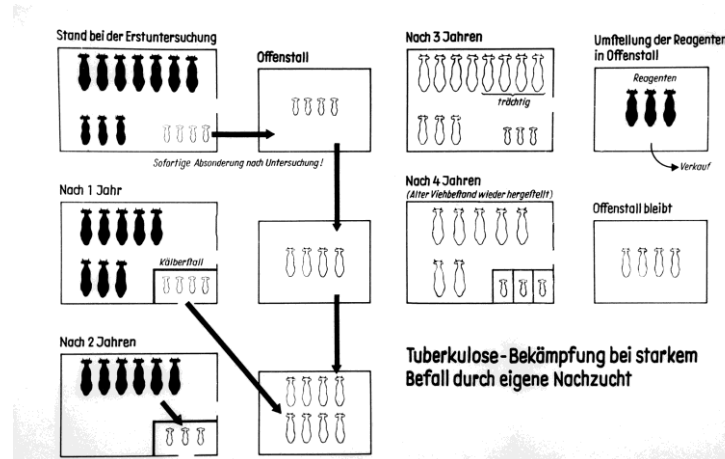 Stand bei der Erstuntersuchung
Offenstall
Sofortige Absonderung nach Untersuchung!
Nach 1 Jahr
Kälberstall
Nach 2 Jahren
Nach 3 Jahren
trächtig
Umstellung der Reagenten
in Offenstall
Reagenten
Verkauf
Nach 4 Jahren
(Alter Viehbestand wieder hergestellt)
Offenstall bleibt
Tuberkulose-Bekämpfung bei starkem
Befall durch eigene Nachzucht